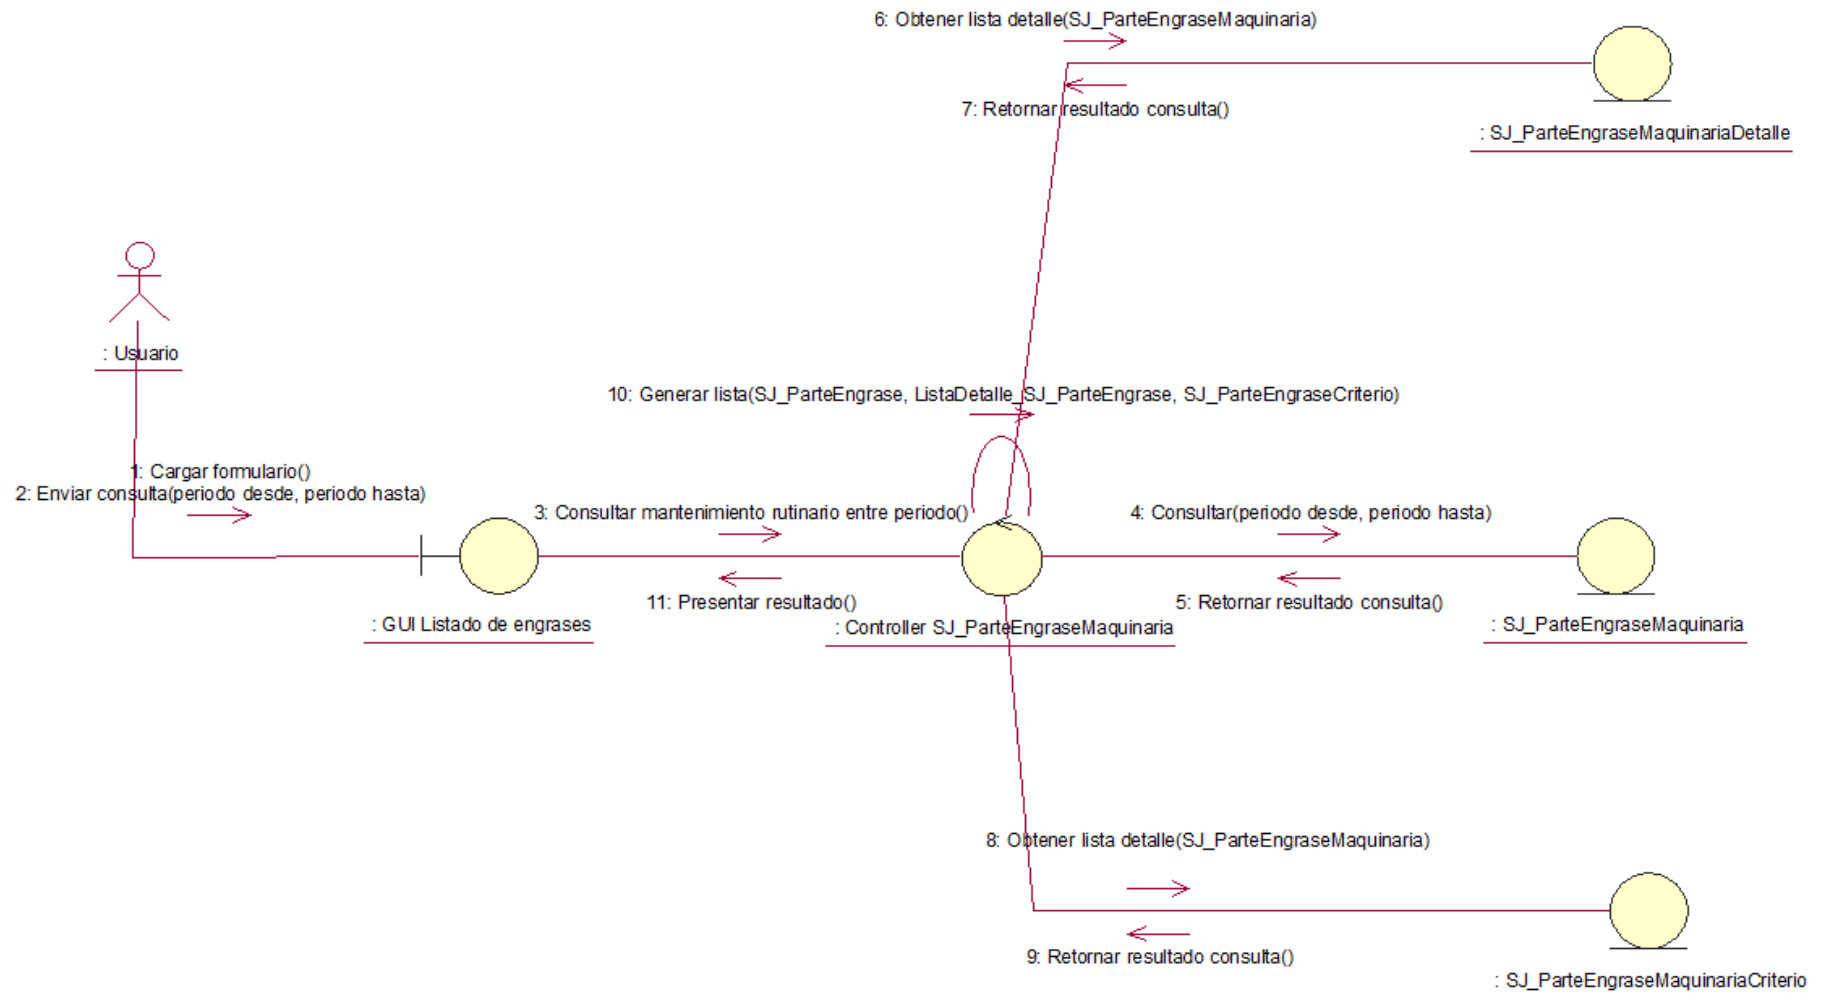 6: Obtener lista detalle(SJ_ParteEngraseMaquinaria)
7: Retornar resultado consulta()
: SJ_ParteEngraseMaquinariaDetalle
: Usuario
10: Generar lista(SJ_ParteEngrase, ListaDetalle_SJ_ParteEngrase, SJ_ParteEngraseCriterio)
1: Cargar formulario()
2: Enviar consulta(periodo desde, periodo hasta)
3: Consultar mantenimiento rutinario entre periodo()
4: Consultar(periodo desde, periodo hasta)
11: Presentar resultado()
5: Retornar resultado consulta()
: GUI Listado de engrases
: Controller SJ_ParteEngraseMaquinaria
: SJ_ParteEngraseMaquinaria
8: Obtener lista detalle(SJ_ParteEngraseMaquinaria)
9: Retornar resultado consulta()
: SJ_ParteEngraseMaquinariaCriterio